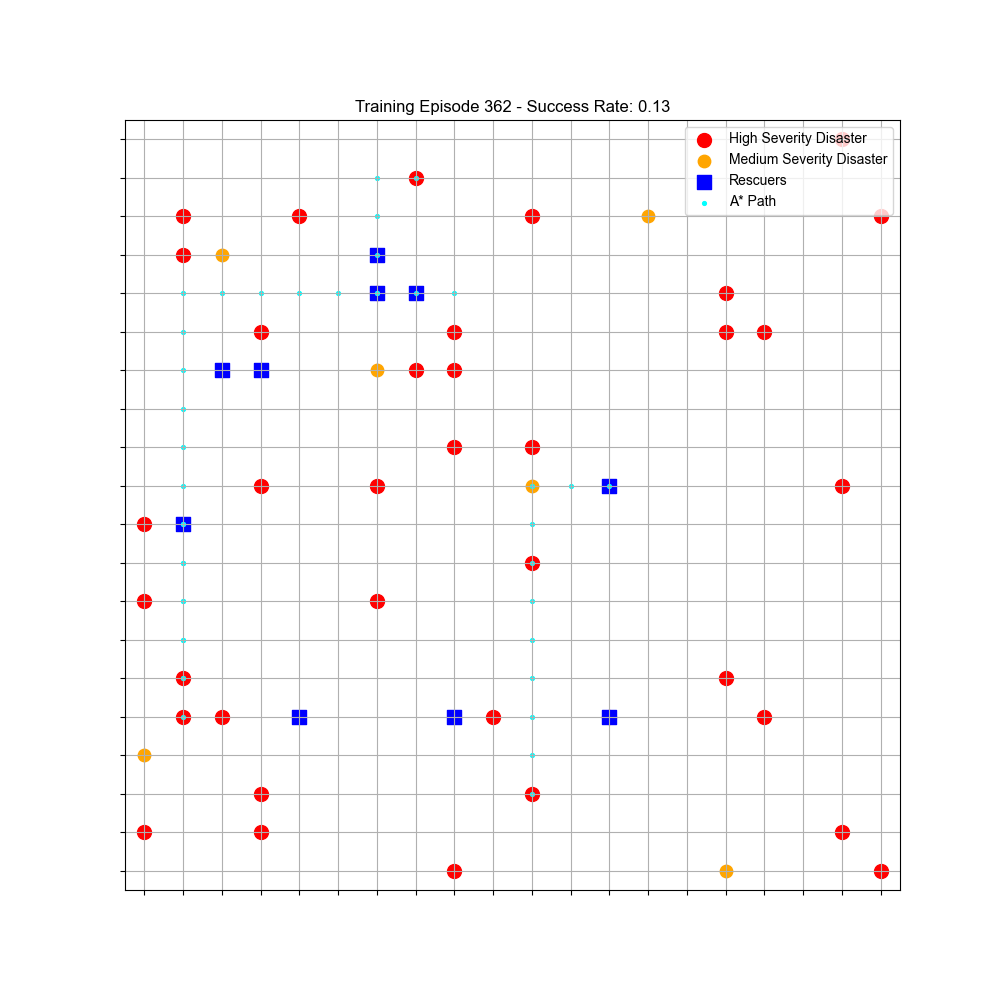 Training Episode 362 - Success Rate: 0.13
High Severity Disaster
Medium Severity Disaster
Rescuers
A* Path